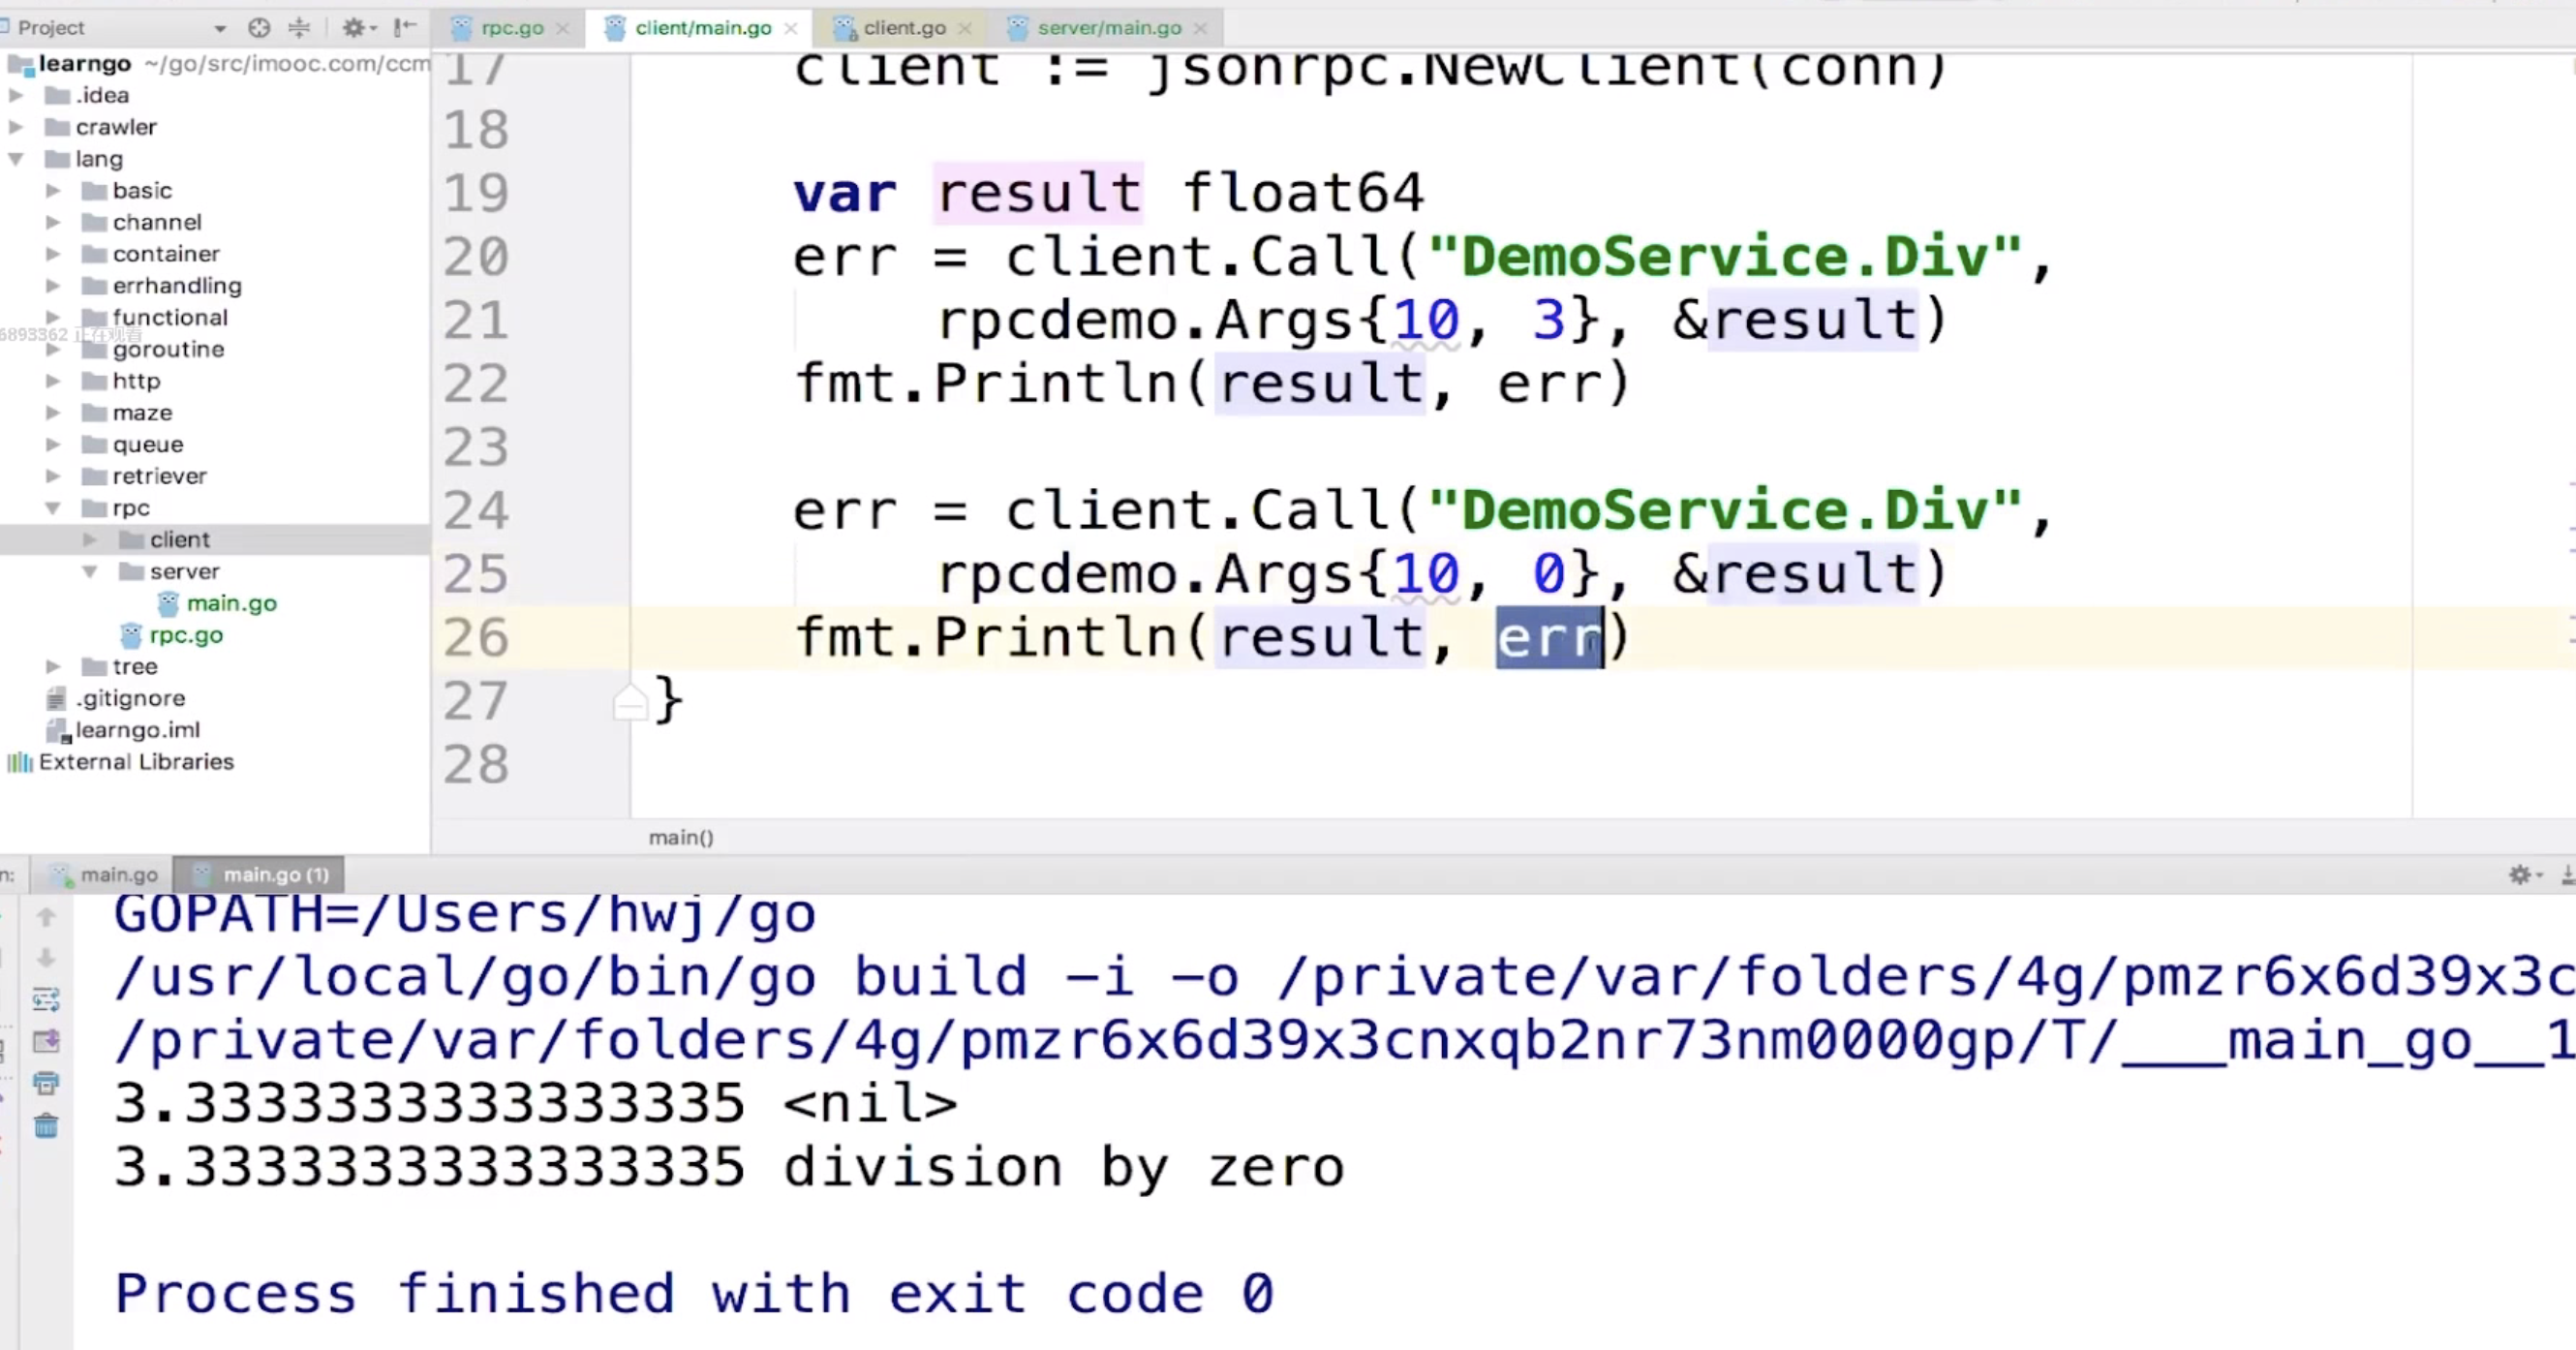 Project
rpc.go
client/main.go
client.go
server/main.go
learngo ~/go/src/imooc.com/ccm
.idea
crawler
lang
basic
channel
container
errhandling
functional
6893362 正在观看
goroutine
http
maze
queue
retriever
rpc
client
server
main.go
rpc.go
tree
.gitignore
learngo.iml
External Libraries
17 client := jsonrpc.NewClient(conn)
18
19 var result float64
20 err = client.Call("DemoService.Div",
21 rpcdemo.Args{10, 3}, &result)
22 fmt.Println(result, err)
23
24 err = client.Call("DemoService.Div",
25 rpcdemo.Args{10, 0}, &result)
26 fmt.Println(result, err)
27 }
28
main()
n: main.go main.go (1)
GOPATH=/Users/hwj/go
/usr/local/go/bin/go build -i -o /private/var/folders/4g/pmzr6x6d39x3c
/private/var/folders/4g/pmzr6x6d39x3cnxqb2nr73nm0000gp/T/___main_go__1
3.3333333333333335 <nil>
3.3333333333333335 division by zero
Process finished with exit code 0